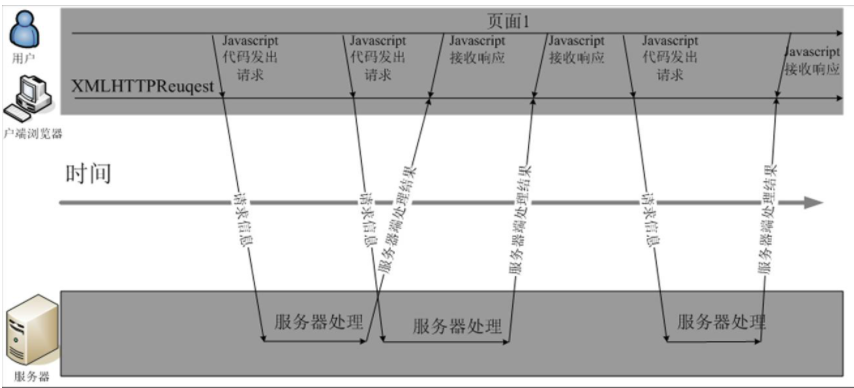 页面1
用户
Javascript
代码发出
请求
Javascript
代码发出
请求
Javascript
接收响应
Javascript
接收响应
Javascript
代码发出
请求
Javascript
接收响应
XMLHTTPReuqest
户端浏览器
时间
请求信息
请求信息
服务器端处理结果
服务器端处理结果
请求信息
服务器端处理结果
服务器处理
服务器处理
服务器处理
服务器